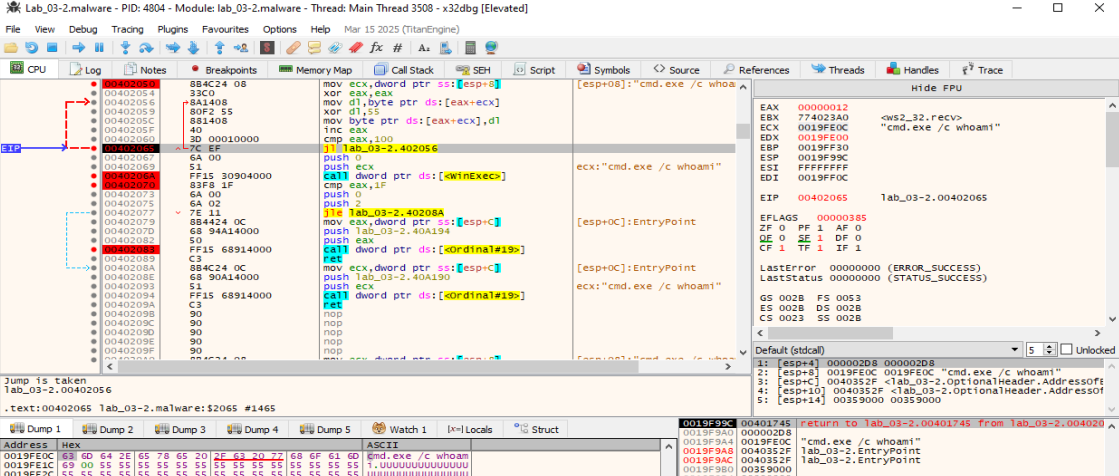 Lab_03-2.malware - PID: 4804 - Module: lab_03-2.malware - Thread: Main Thread 3508 - x32dbg [Elevated]
File View Debug Tracing Plugins Favourites Options Help Mar 15 2025 (TitanEngine)
CPU Log Notes Breakpoints Memory Map Call Stack SEH Script Symbols Source References Threads Handles Trace
00402050 8B4C24 08 mov ecx,dword ptr ss:[esp+8] [esp+08]:"cmd.exe /c whoa
00402054 33C0 xor eax,eax
00402056 8A1408 mov dl,byte ptr ds:[eax+ecx]
00402059 80F2 55 xor dl,55
0040205C 881408 mov byte ptr ds:[eax+ecx],dl
0040205F 40 inc eax
00402060 3D 00010000 cmp eax,100
EIP 00402065 7C EF jl lab_03-2.402056
00402067 6A 00 push 0
00402069 51 push ecx ecx:"cmd.exe /c whoami"
0040206A FF15 30904000 call dword ptr ds:[<WinExec>]
00402070 83F8 1F cmp eax,1F
00402073 6A 00 push 0
00402075 6A 02 push 2
00402077 7E 11 jle lab_03-2.40208A
00402079 8B4424 0C mov eax,dword ptr ss:[esp+C] [esp+0C]:EntryPoint
0040207D 68 94A14000 push lab_03-2.40A194
00402082 50 push eax
00402083 FF15 68914000 call dword ptr ds:[<Ordinal#19>]
00402089 C3 ret
0040208A 8B4C24 0C mov ecx,dword ptr ss:[esp+C] [esp+0C]:EntryPoint
0040208E 68 90A14000 push lab_03-2.40A190
00402093 51 push ecx ecx:"cmd.exe /c whoami"
00402094 FF15 68914000 call dword ptr ds:[<Ordinal#19>]
0040209A C3 ret
0040209B 90 nop
0040209C 90 nop
0040209D 90 nop
0040209E 90 nop
0040209F 90 nop
Hide FPU
EAX 00000012
EBX 774023A0 <ws2_32.recv>
ECX 0019FE0C "cmd.exe /c whoami"
EDX 0019FE00
EBP 0019FF30
ESP 0019F99C
ESI FFFFFFFF
EDI 0019FF0C
EIP 00402065 lab_03-2.00402065
EFLAGS 00000385
ZF 0 PF 1 AF 0
OF 0 SF 1 DF 0
CF 1 TF 1 IF 1
LastError 00000000 (ERROR_SUCCESS)
LastStatus 00000000 (STATUS_SUCCESS)
GS 002B FS 0053
ES 002B DS 002B
CS 0023 SS 002B
Default (stdcall) 5 Unlocked
1: [esp+4] 000002D8 000002D8
2: [esp+8] 0019FE0C 0019FE0C "cmd.exe /c whoami"
3: [esp+C] 0040352F <lab_03-2.OptionalHeader.AddressOfE
4: [esp+10] 0040352F <lab_03-2.OptionalHeader.AddressOf
5: [esp+14] 00359000 00359000
Jump is taken
lab_03-2.00402056
.text:00402065 lab_03-2.malware:$2065 #1465
Dump 1 Dump 2 Dump 3 Dump 4 Dump 5 Watch 1 Locals Struct
Address Hex ASCII
0019FE0C 63 6D 64 2E 65 78 65 20 2F 63 20 77 68 6F 61 6D cmd.exe /c whoam
0019FE1C 69 00 55 55 55 55 55 55 55 55 55 55 55 55 55 55 i.UUUUUUUUUUUUUU
0019F99C 00401745 return to lab_03-2.00401745 from lab_03-2.004020
0019F9A0 000002D8
0019F9A4 0019FE0C "cmd.exe /c whoami"
0019F9A8 0040352F lab_03-2.EntryPoint
0019F9AC 0040352F lab_03-2.EntryPoint
0019F9B0 00359000